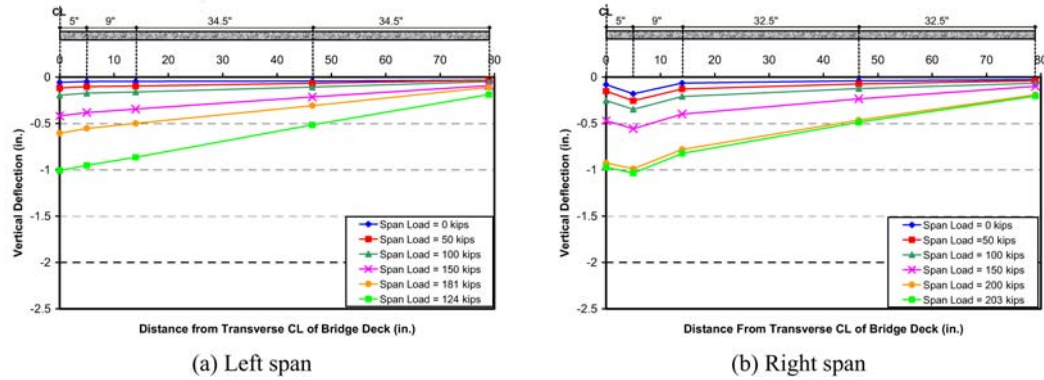 CL
5" 9" 34.5" 34.5"
0 10 20 30 40 50 60 70 80
0
-0.5
-1
-1.5
-2
-2.5
Vertical Deflection (in.)
Span Load = 0 kips
Span Load = 50 kips
Span Load = 100 kips
Span Load = 150 kips
Span Load = 181 kips
Span Load = 124 kips
Distance from Transverse CL of Bridge Deck (in.)
(a) Left span
CL
5" 9" 32.5" 32.5"
0 10 20 30 40 50 60 70 80
0
-0.5
-1
-1.5
-2
-2.5
Vertical Deflection (in.)
Span Load = 0 kips
Span Load =50 kips
Span Load = 100 kips
Span Load = 150 kips
Span Load = 200 kips
Span Load = 203 kips
Distance From Transverse CL of Bridge Deck (in.)
(b) Right span